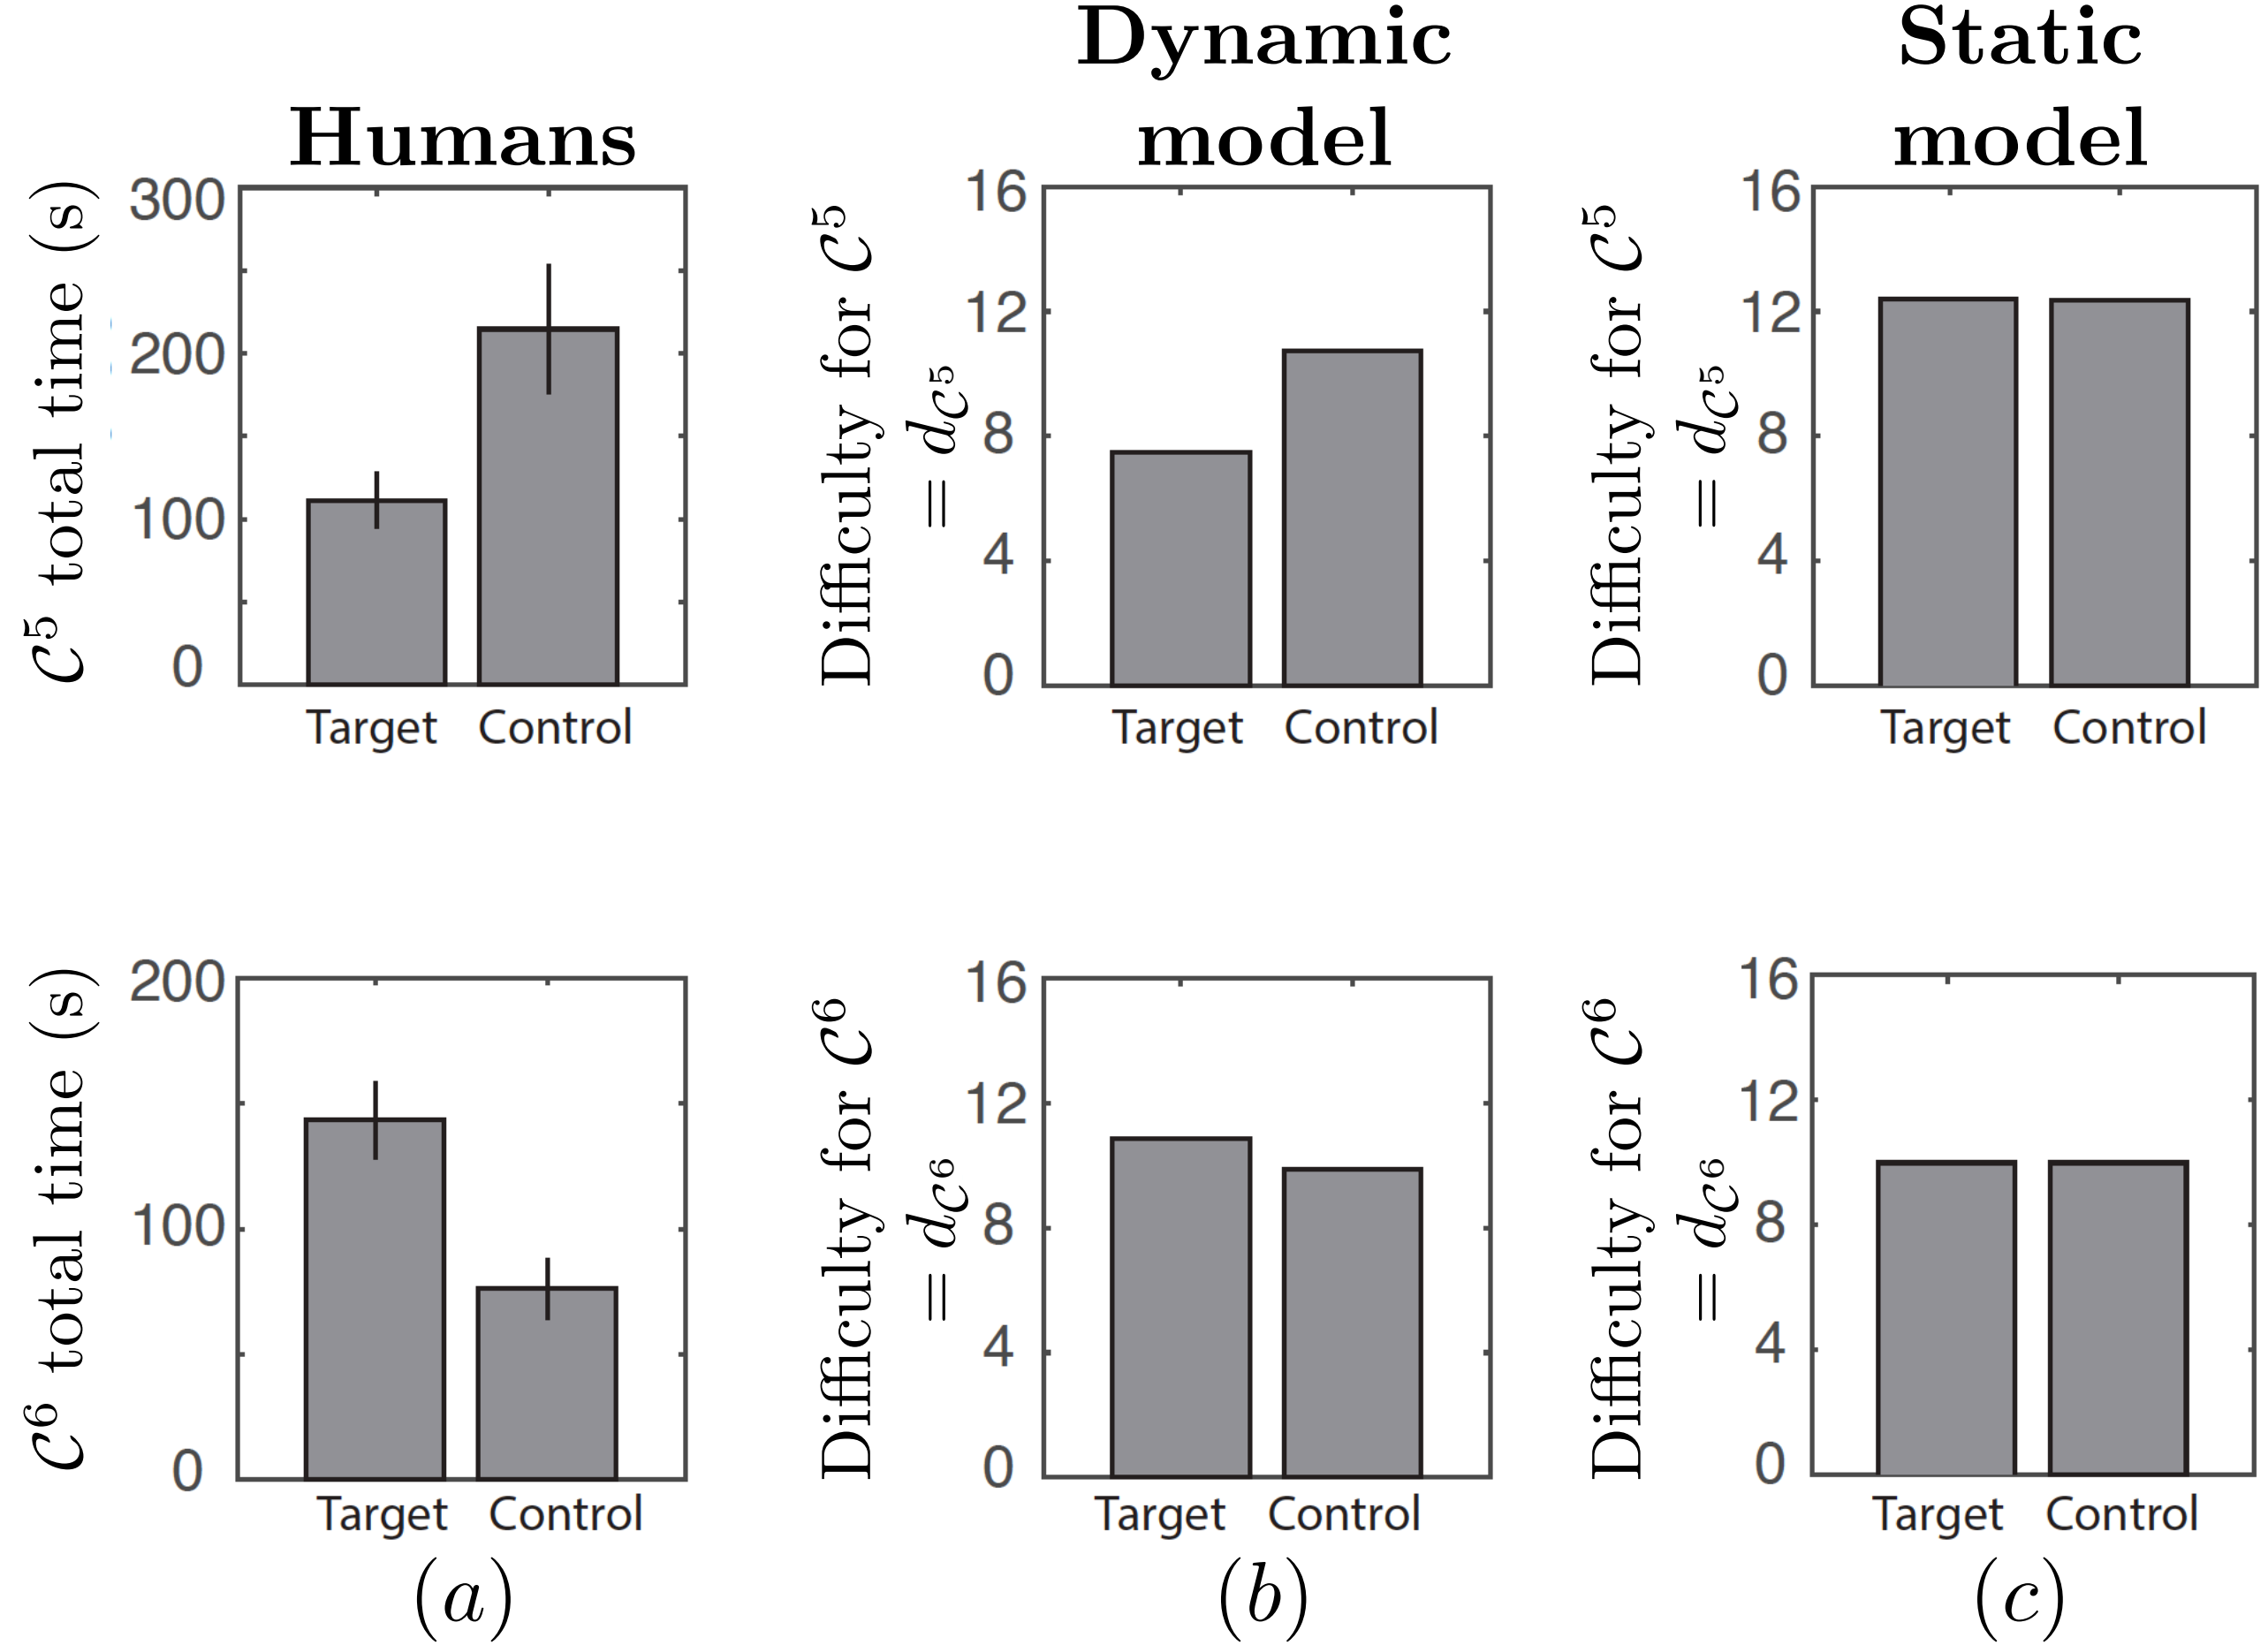 Humans
Dynamic
model
Static
model
𝒞⁵ total time (s)
300
200
100
0
Target Control
Difficulty for 𝒞⁵
= d𝒞⁵
16
12
8
4
0
Target Control
Difficulty for 𝒞⁵
= d𝒞⁵
16
12
8
4
0
Target Control
𝒞⁶ total time (s)
200
100
0
Target Control
(a)
Difficulty for 𝒞⁶
= d𝒞⁶
16
12
8
4
0
Target Control
(b)
Difficulty for 𝒞⁶
= d𝒞⁶
16
12
8
4
0
Target Control
(c)